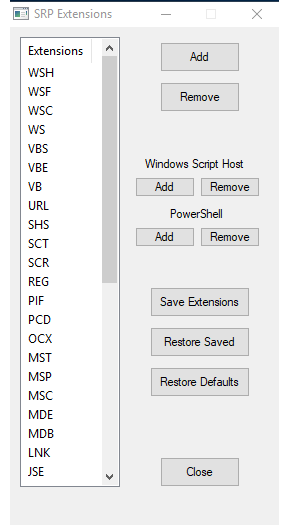 SRP Extensions
Extensions
WSH
WSF
WSC
WS
VBS
VBE
VB
URL
SHS
SCT
SCR
REG
PIF
PCD
OCX
MST
MSP
MSC
MDE
MDB
LNK
JSE
Add
Remove
Windows Script Host
Add Remove
PowerShell
Add Remove
Save Extensions
Restore Saved
Restore Defaults
Close